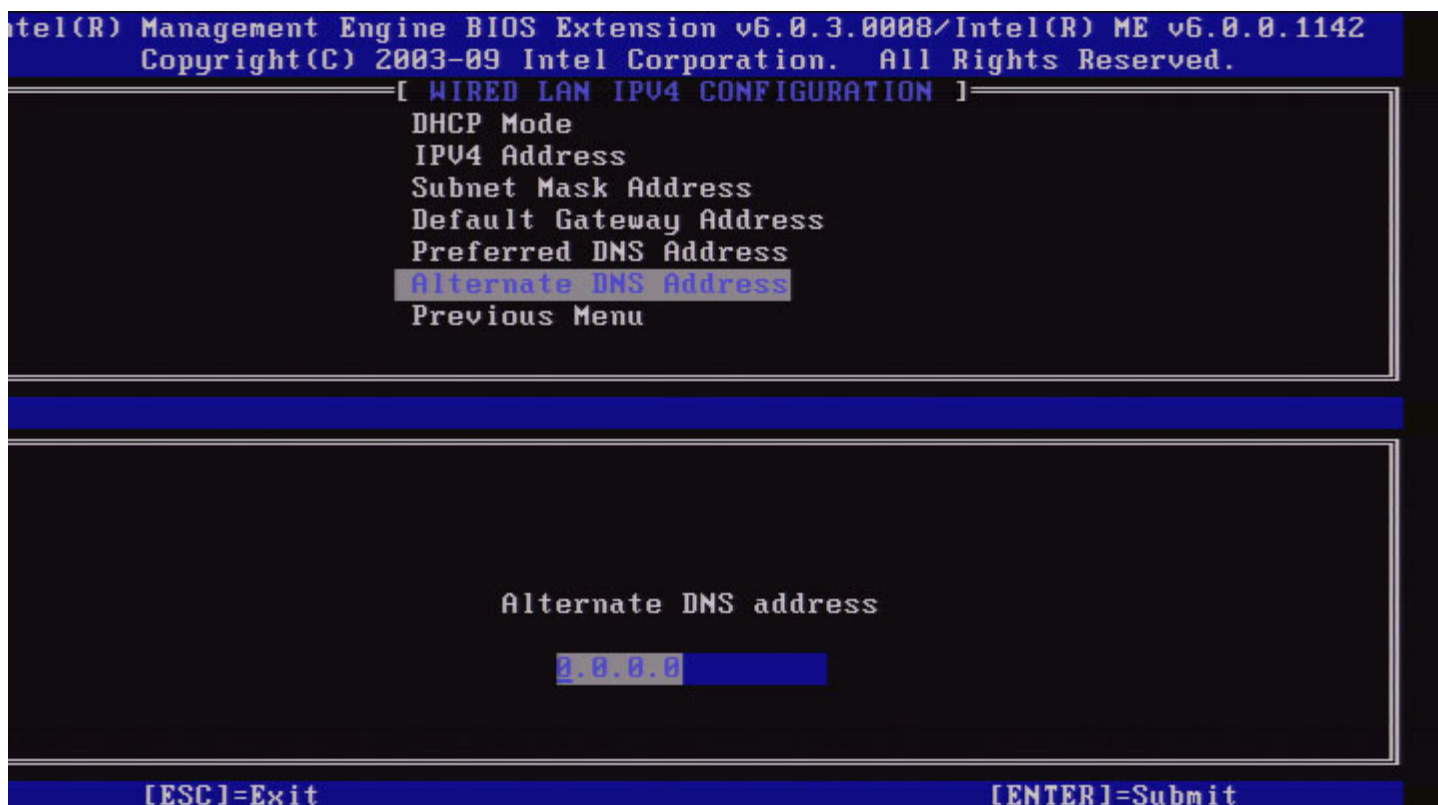 ntel(R) Management Engine BIOS Extension v6.0.3.0008/Intel(R) ME v6.0.0.1142
Copyright(C) 2003-09 Intel Corporation. All Rights Reserved.
[ WIRED LAN IPV4 CONFIGURATION ]
DHCP Mode
IPV4 Address
Subnet Mask Address
Default Gateway Address
Preferred DNS Address
Alternate DNS Address
Previous Menu
Alternate DNS address
0.0.0.0
[ESC]=Exit [ENTER]=Submit